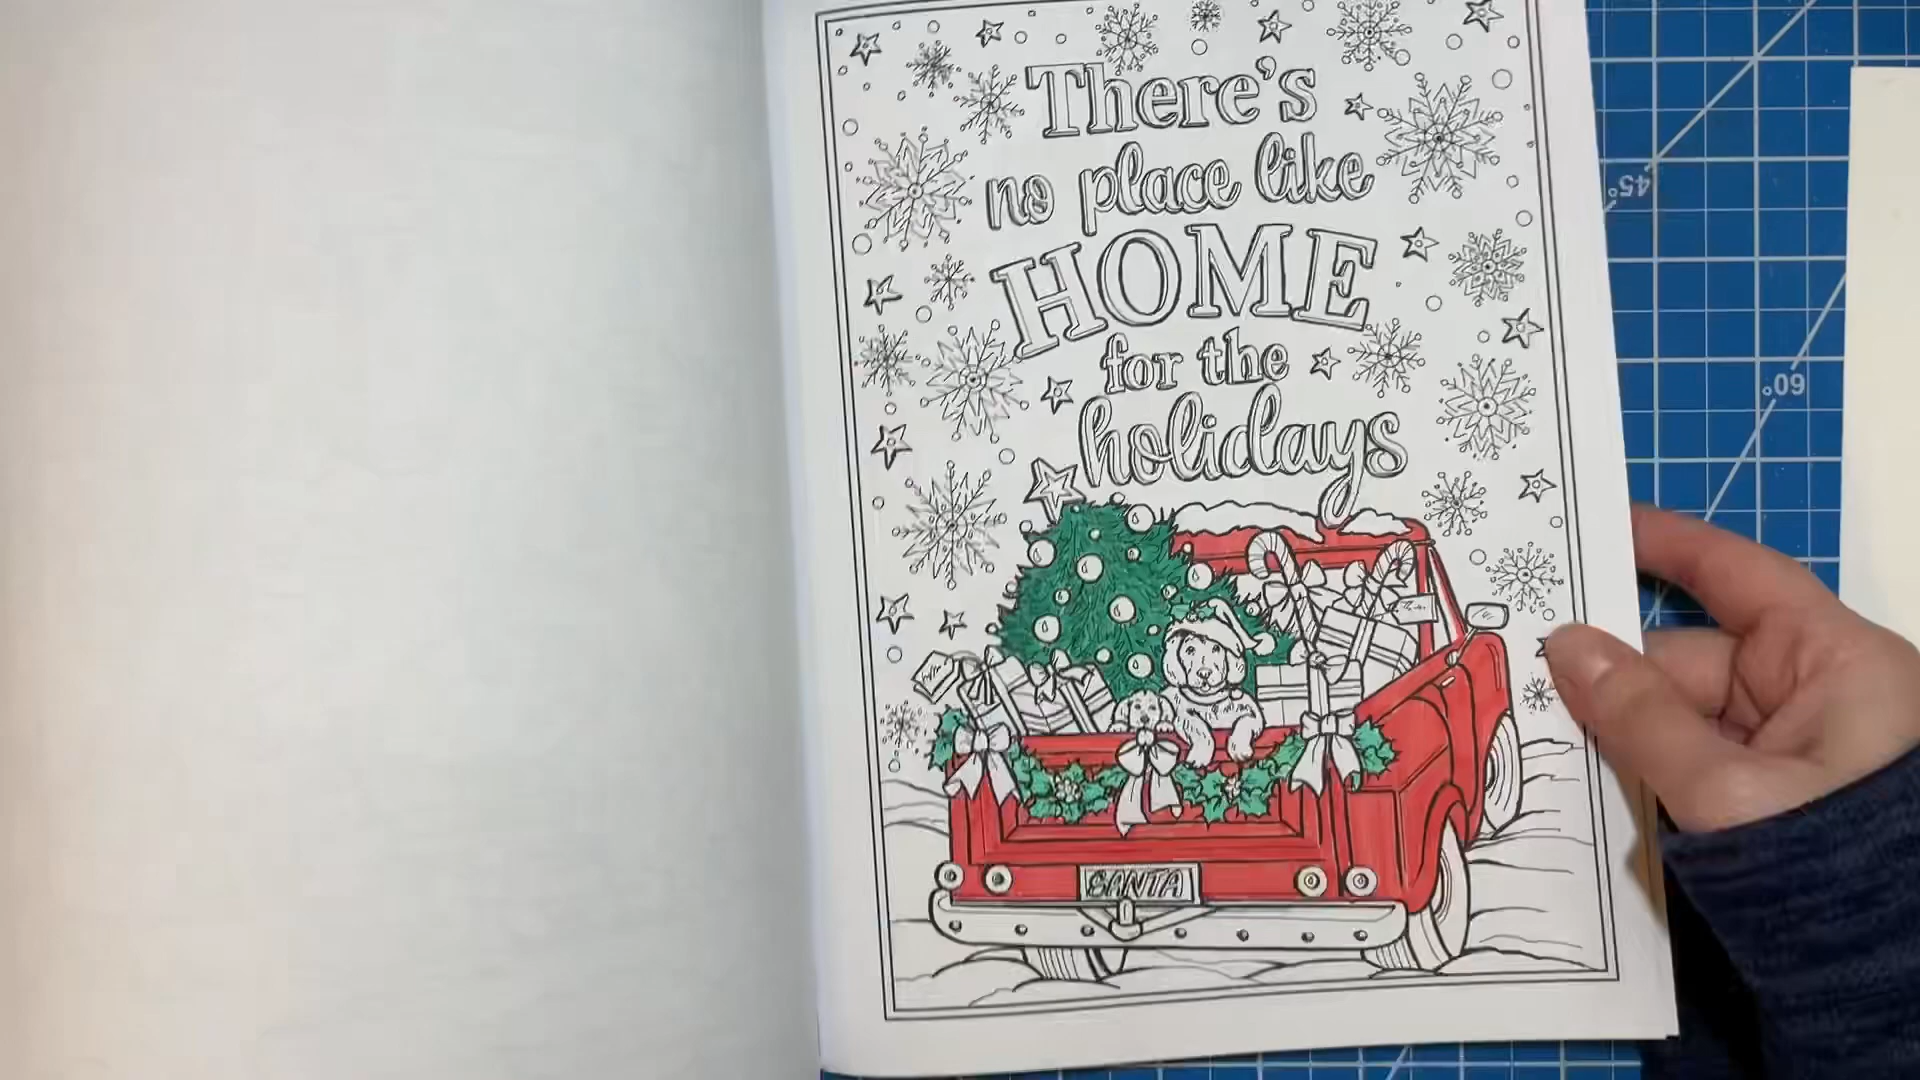 There's
no place like
HOME
for the
holidays
SANTA
45°
60°